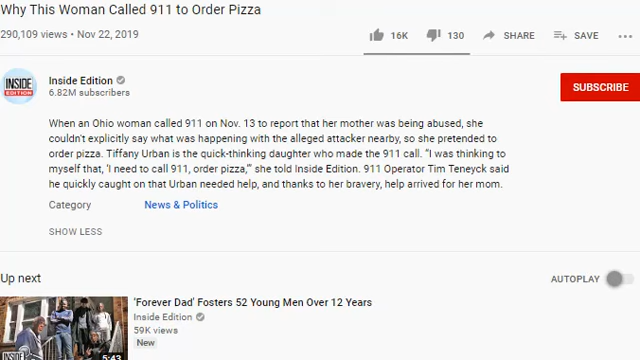 Why This Woman Called 911 to Order Pizza
290,109 views • Nov 22, 2019
16K
130
SHARE
SAVE
INSIDE EDITION
Inside Edition
6.82M subscribers
SUBSCRIBE
When an Ohio woman called 911 on Nov. 13 to report that her mother was being abused, she
couldn't explicitly say what was happening with the alleged attacker nearby, so she pretended to
order pizza. Tiffany Urban is the quick-thinking daughter who made the 911 call. “I was thinking to
myself that, ‘I need to call 911, order pizza,’” she told Inside Edition. 911 Operator Tim Teneyck said
he quickly caught on that Urban needed help, and thanks to her bravery, help arrived for her mom.
Category News & Politics
SHOW LESS
Up next
AUTOPLAY
'Forever Dad' Fosters 52 Young Men Over 12 Years
Inside Edition
59K views
New
INSIDE
5:43